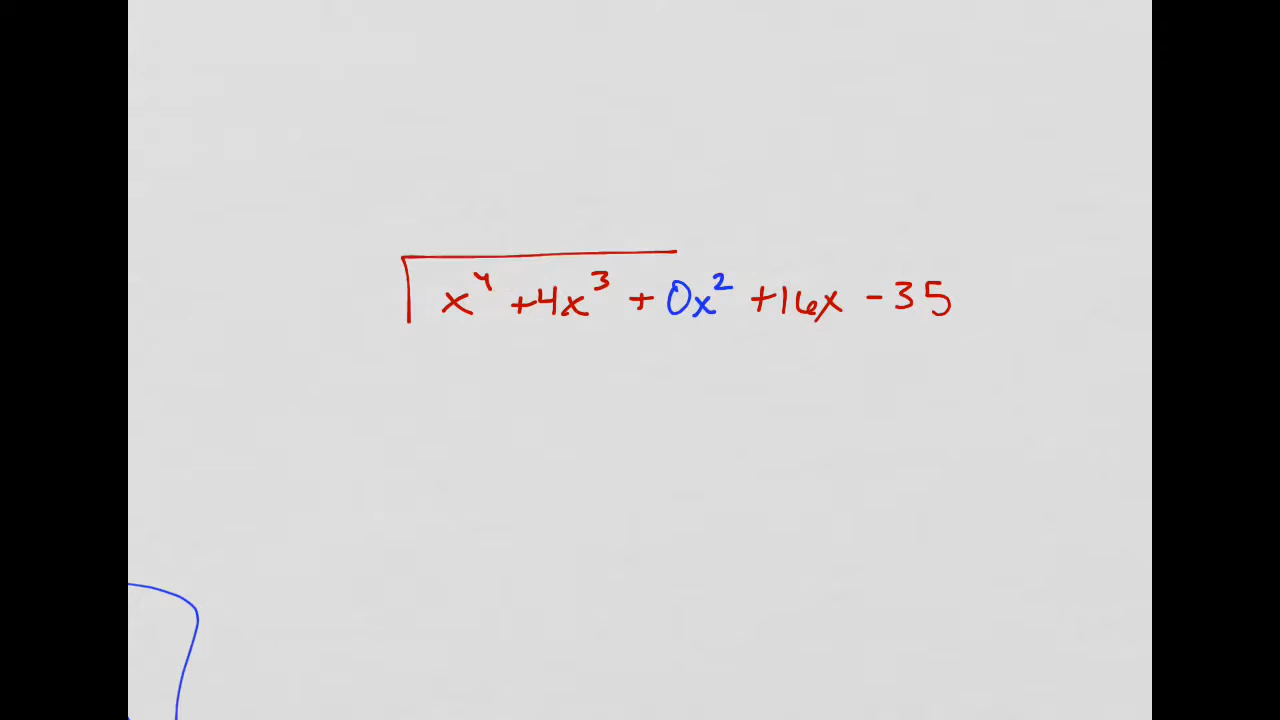 x⁴ +4x³ + 0x² +16x -35